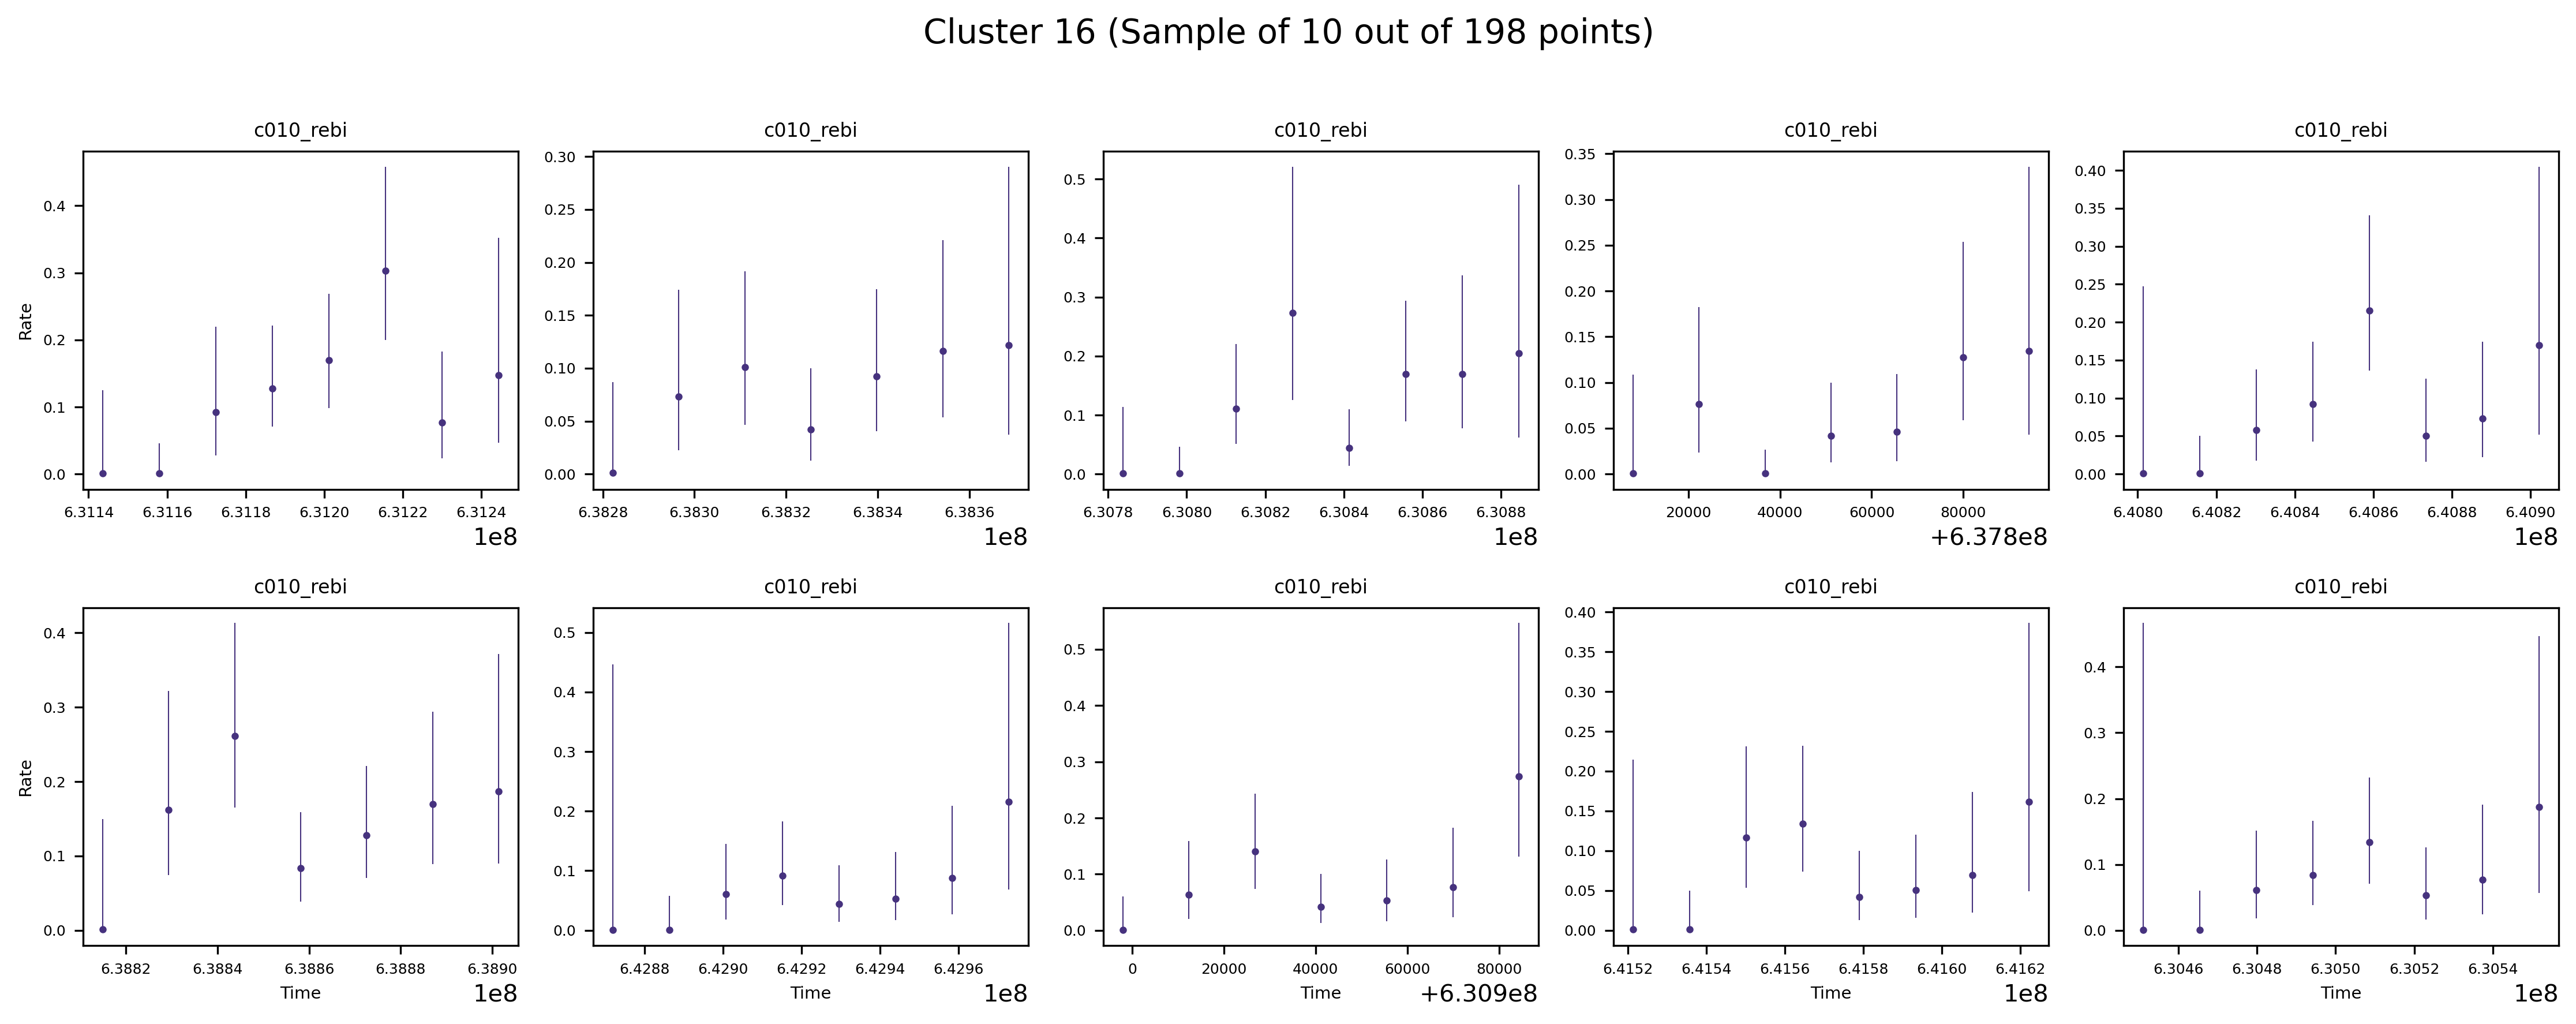 Cluster 16 (Sample of 10 out of 198 points)
c010_rebi c010_rebi c010_rebi c010_rebi c010_rebi
Rate
0.4 0.3 0.2 0.1 0.0
6.3114 6.3116 6.3118 6.3120 6.3122 6.3124
1e8
0.30 0.25 0.20 0.15 0.10 0.05 0.00
6.3828 6.3830 6.3832 6.3834 6.3836
1e8
0.5 0.4 0.3 0.2 0.1 0.0
6.3078 6.3080 6.3082 6.3084 6.3086 6.3088
1e8
0.35 0.30 0.25 0.20 0.15 0.10 0.05 0.00
20000 40000 60000 80000
+6.378e8
0.40 0.35 0.30 0.25 0.20 0.15 0.10 0.05 0.00
6.4080 6.4082 6.4084 6.4086 6.4088 6.4090
1e8
c010_rebi c010_rebi c010_rebi c010_rebi c010_rebi
Rate
0.4 0.3 0.2 0.1 0.0
6.3882 6.3884 6.3886 6.3888 6.3890
Time 1e8
0.5 0.4 0.3 0.2 0.1 0.0
6.4288 6.4290 6.4292 6.4294 6.4296
Time 1e8
0.5 0.4 0.3 0.2 0.1 0.0
0 20000 40000 60000 80000
Time +6.309e8
0.40 0.35 0.30 0.25 0.20 0.15 0.10 0.05 0.00
6.4152 6.4154 6.4156 6.4158 6.4160 6.4162
Time 1e8
0.4 0.3 0.2 0.1 0.0
6.3046 6.3048 6.3050 6.3052 6.3054
Time 1e8